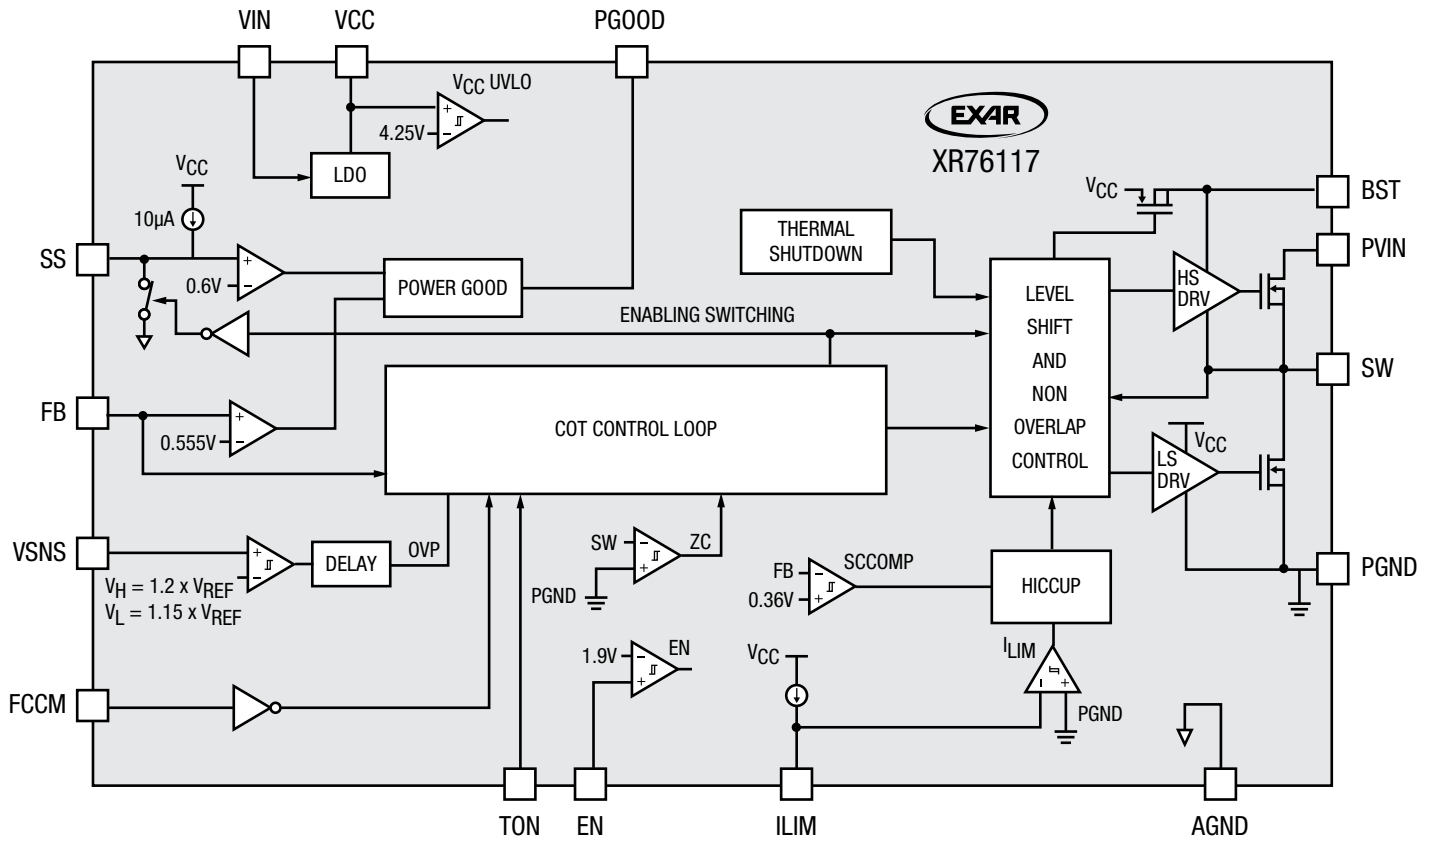 VIN
VCC
PGOOD
VCC UVLO
4.25V
LDO
EXAR
XR76117
VCC
10µA
SS
0.6V
POWER GOOD
THERMAL
SHUTDOWN
VCC
BST
PVIN
HS
DRV
LEVEL
SHIFT
AND
NON
OVERLAP
CONTROL
ENABLING SWITCHING
SW
FB
0.555V
COT CONTROL LOOP
VCC
LS
DRV
VSNS
VH = 1.2 x VREF
VL = 1.15 x VREF
DELAY
OVP
SW
ZC
PGND
FB
0.36V
SCCOMP
HICCUP
PGND
1.9V
EN
VCC
ILIM
PGND
FCCM
TON
EN
ILIM
AGND